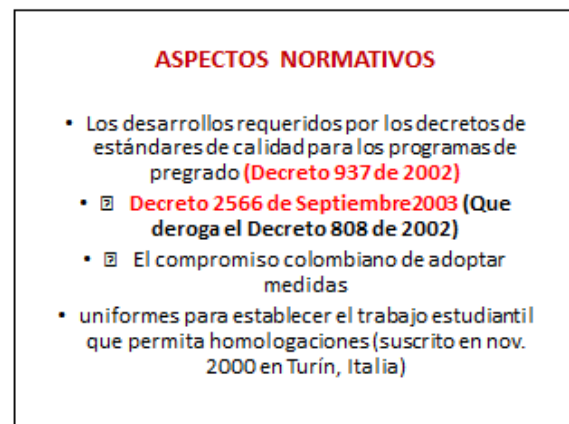 ASPECTOS NORMATIVOS
• Los desarrollos requeridos por los decretos de
estándares de calidad para los programas de
pregrado (Decreto 937 de 2002)
• ⍰ Decreto 2566 de Septiembre2003 (Que
deroga el Decreto 808 de 2002)
• ⍰ El compromiso colombiano de adoptar
medidas
• uniformes para establecer el trabajo estudiantil
que permita homologaciones (suscrito en nov.
2000 en Turín, Italia)